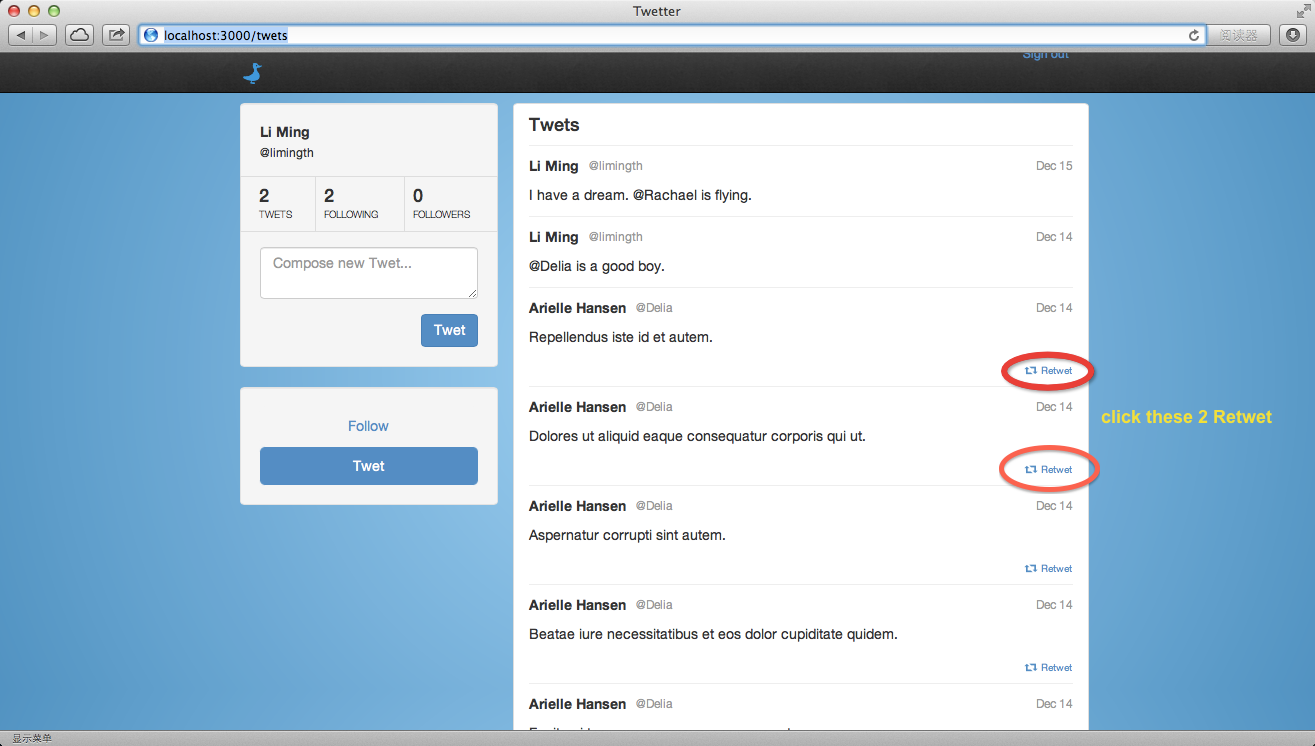 Twetter
localhost:3000/twets
阅读器
Sign out
Li Ming
@limingth
2 2 0
TWETS FOLLOWING FOLLOWERS
Compose new Twet...
Twet
Follow
Twet
Twets
Li Ming @limingth Dec 15
I have a dream. @Rachael is flying.
Li Ming @limingth Dec 14
@Delia is a good boy.
Arielle Hansen @Delia Dec 14
Repellendus iste id et autem.
Retwet
Arielle Hansen @Delia Dec 14
click these 2 Retwet
Dolores ut aliquid eaque consequatur corporis qui ut.
Retwet
Arielle Hansen @Delia Dec 14
Aspernatur corrupti sint autem.
Retwet
Arielle Hansen @Delia Dec 14
Beatae iure necessitatibus et eos dolor cupiditate quidem.
Retwet
Arielle Hansen @Delia Dec 14
显示菜单